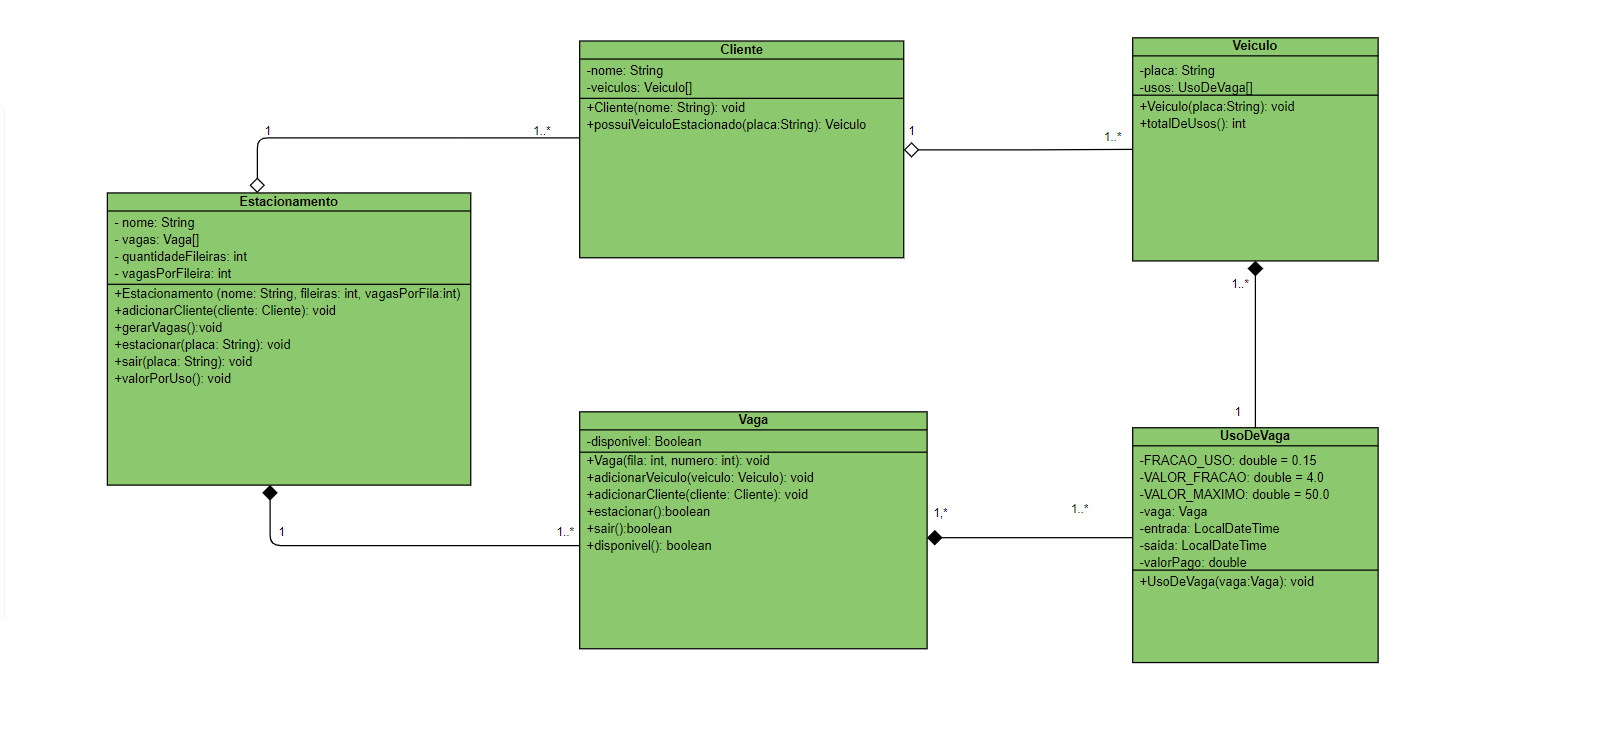 Cliente
-nome: String
-veiculos: Veiculo[]
+Cliente(nome: String): void
+possuiVeiculoEstacionado(placa:String): Veiculo
Veiculo
-placa: String
-usos: UsoDeVaga[]
+Veiculo(placa:String): void
+totalDeUsos(): int
1
1..*
1
1..*
Estacionamento
- nome: String
- vagas: Vaga[]
- quantidadeFileiras: int
- vagasPorFileira: int
+Estacionamento (nome: String, fileiras: int, vagasPorFila:int)
+adicionarCliente(cliente: Cliente): void
+gerarVagas():void
+estacionar(placa: String): void
+sair(placa: String): void
+valorPorUso(): void
1..*
1
Vaga
-disponivel: Boolean
+Vaga(fila: int, numero: int): void
+adicionarVeiculo(veiculo: Veiculo): void
+adicionarCliente(cliente: Cliente): void
+estacionar():boolean
+sair():boolean
+disponivel(): boolean
UsoDeVaga
-FRACAO_USO: double = 0.15
-VALOR_FRACAO: double = 4.0
-VALOR_MAXIMO: double = 50.0
-vaga: Vaga
-entrada: LocalDateTime
-saida: LocalDateTime
-valorPago: double
+UsoDeVaga(vaga:Vaga): void
1
1..*
1,*
1..*